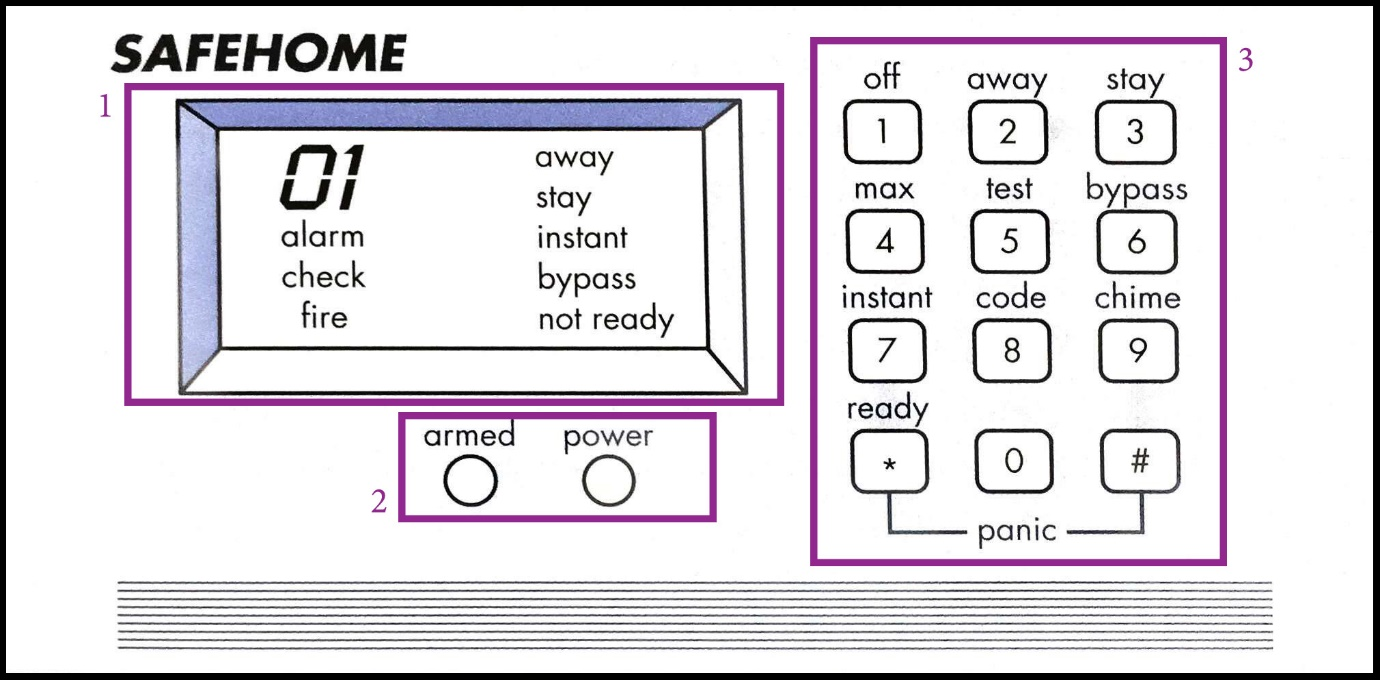 SAFEHOME
1
01
alarm
check
fire
away
stay
instant
bypass
not ready
2
armed power
3
off away stay
1 2 3
max test bypass
4 5 6
instant code chime
7 8 9
ready
* 0 #
panic